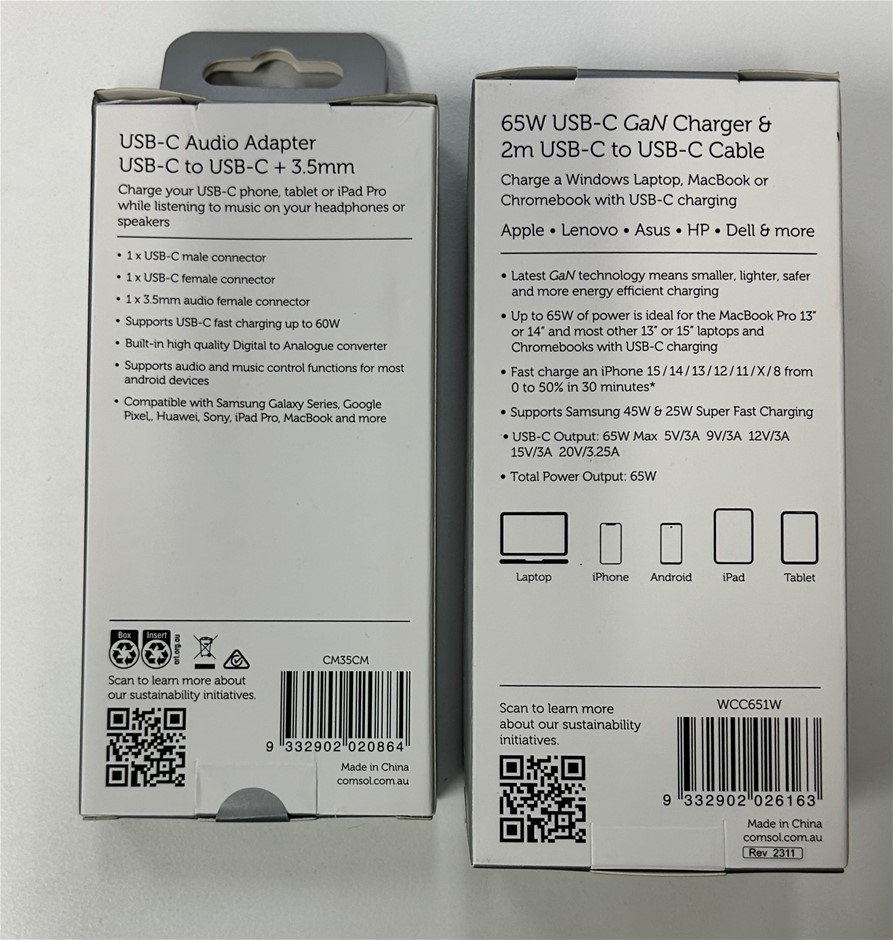 USB-C Audio Adapter
USB-C to USB-C + 3.5mm
Charge your USB-C phone, tablet or iPad Pro
while listening to music on your headphones or
speakers
• 1 x USB-C male connector
• 1 x USB-C female connector
• 1 x 3.5mm audio female connector
• Supports USB-C fast charging up to 60W
• Built-in high quality Digital to Analogue converter
• Supports audio and music control functions for most
android devices
• Compatible with Samsung Galaxy Series, Google
Pixel,, Huawei, Sony, iPad Pro, MacBook and more
Box Insert
arl.org.au
Scan to learn more about
our sustainability initiatives.
CM35CM
9 332902 020864
Made in China
comsol.com.au
65W USB-C GaN Charger &
2m USB-C to USB-C Cable
Charge a Windows Laptop, MacBook or
Chromebook with USB-C charging
Apple • Lenovo • Asus • HP • Dell & more
• Latest GaN technology means smaller, lighter, safer
and more energy efficient charging
• Up to 65W of power is ideal for the MacBook Pro 13"
or 14" and most other 13" or 15" laptops and
Chromebooks with USB-C charging
• Fast charge an iPhone 15 / 14 / 13 / 12 / 11 / X / 8 from
0 to 50% in 30 minutes*
• Supports Samsung 45W & 25W Super Fast Charging
• USB-C Output: 65W Max 5V/3A 9V/3A 12V/3A
15V/3A 20V/3.25A
• Total Power Output: 65W
Laptop iPhone Android iPad Tablet
Scan to learn more
about our sustainability
initiatives.
WCC651W
9 332902 026163
Made in China
comsol.com.au
Rev 2311